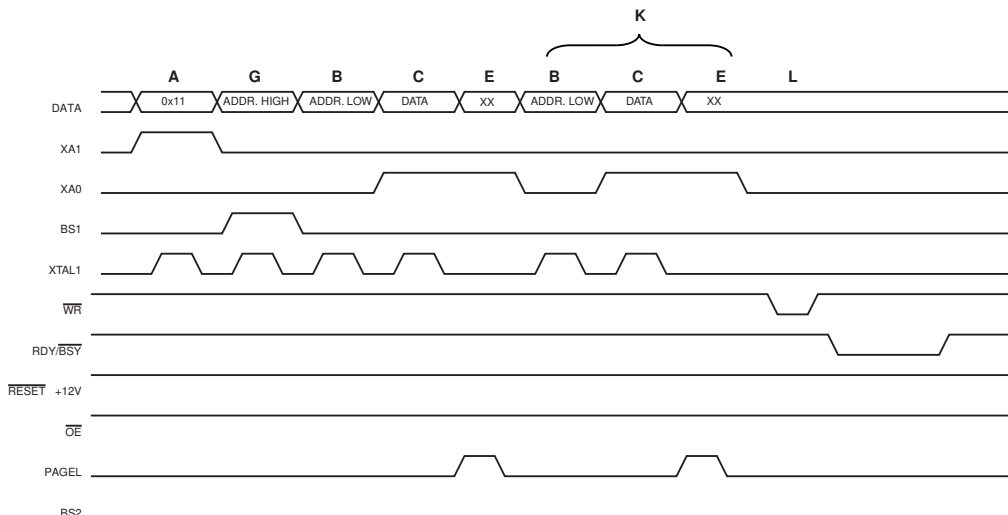 K
A G B C E B C E L
DATA 0x11 ADDR. HIGH ADDR. LOW DATA XX ADDR. LOW DATA XX
XA1
XA0
BS1
XTAL1
WR
RDY/BSY
RESET +12V
OE
PAGEL
BS2